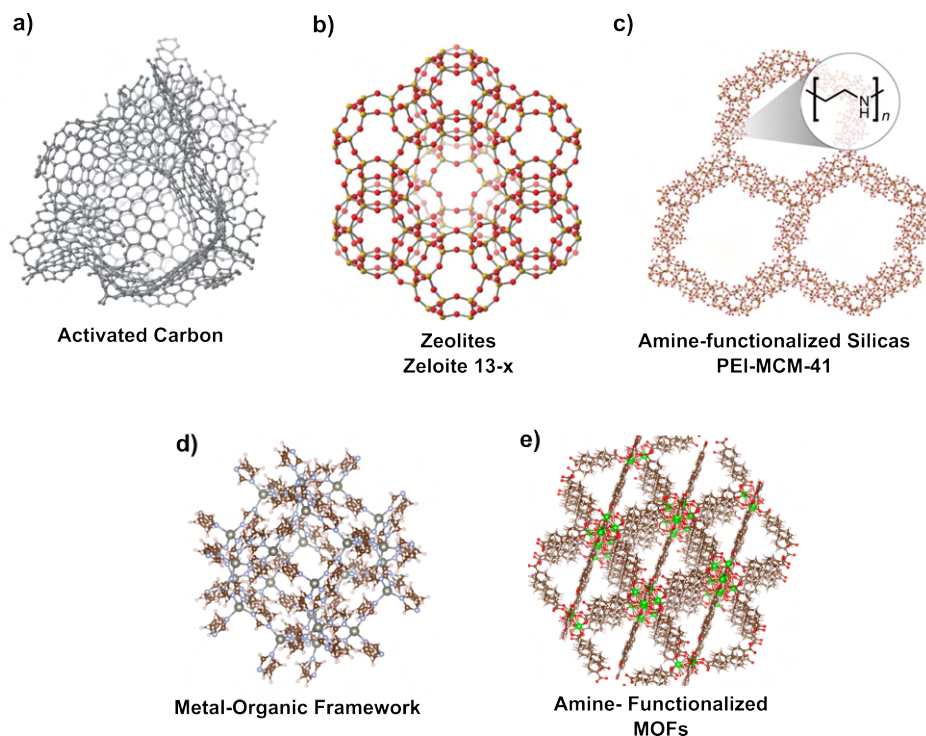 a)
b)
c)
[ N H ]n
Activated Carbon
Zeolites
Zeloite 13-x
Amine-functionalized Silicas
PEI-MCM-41
d)
e)
Metal-Organic Framework
Amine- Functionalized
MOFs